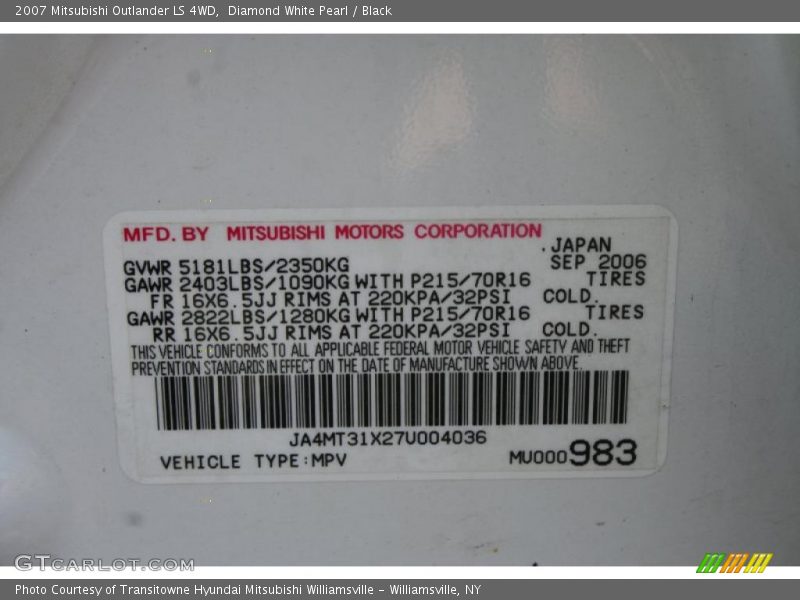 2007 Mitsubishi Outlander LS 4WD,  Diamond White Pearl / Black
MFD. BY MITSUBISHI MOTORS CORPORATION
.JAPAN
GVWR 5181LBS/2350KG SEP 2006
GAWR 2403LBS/1090KG WITH P215/70R16 TIRES
FR 16X6.5JJ RIMS AT 220KPA/32PSI COLD.
GAWR 2822LBS/1280KG WITH P215/70R16 TIRES
RR 16X6.5JJ RIMS AT 220KPA/32PSI COLD.
THIS VEHICLE CONFORMS TO ALL APPLICABLE FEDERAL MOTOR VEHICLE SAFETY AND THEFT
PREVENTION STANDARDS IN EFFECT ON THE DATE OF MANUFACTURE SHOWN ABOVE.
JA4MT31X27U004036
VEHICLE TYPE:MPV MU000983
GTCARLOT.COM
Photo Courtesy of Transitowne Hyundai Mitsubishi Williamsville – Williamsville, NY